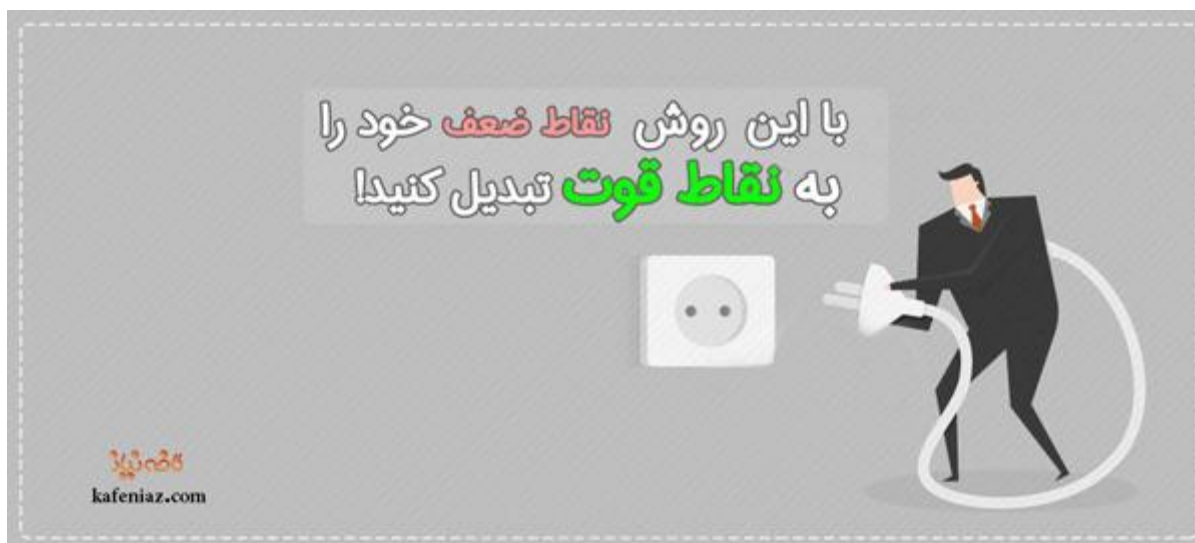 با این روش نقاط ضعف خود را
به نقاط قوت تبدیل کنید!
کافه نیاز
kafeniaz.com